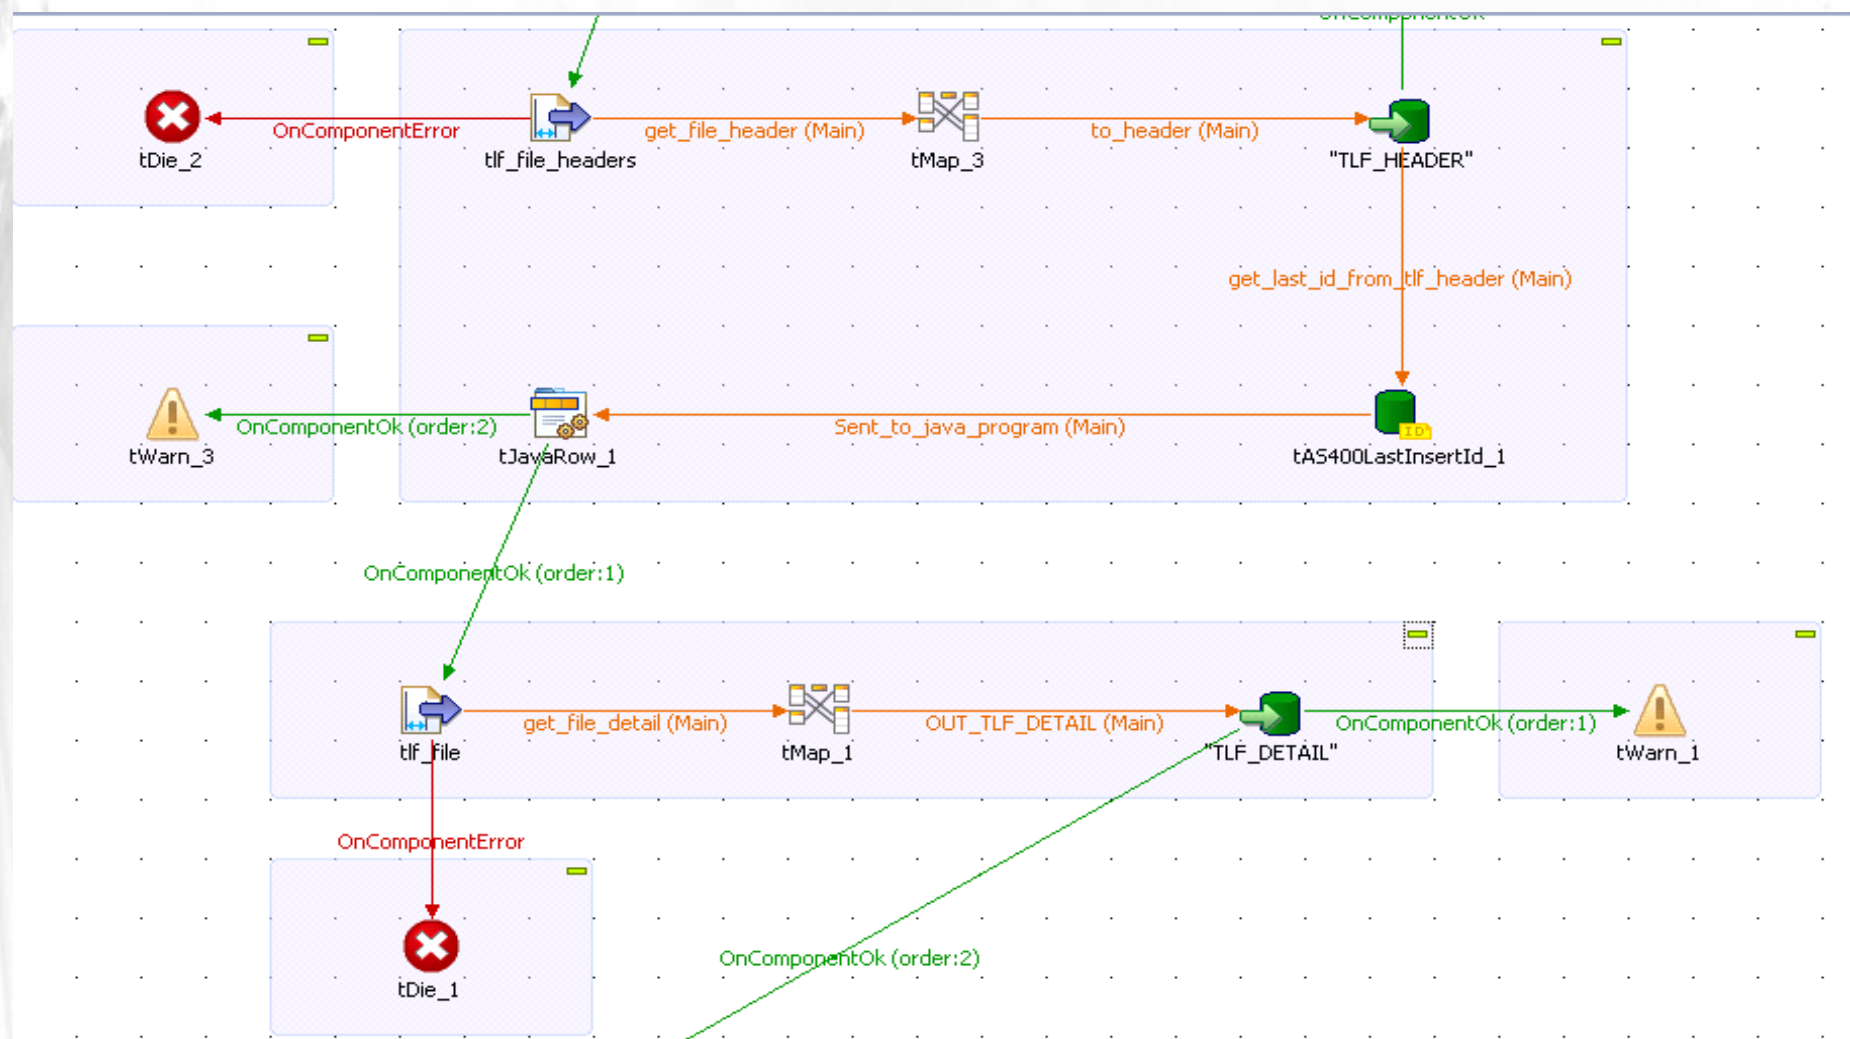 OnComponentOk
OnComponentError
get_file_header (Main)
to_header (Main)
tDie_2
tlf_file_headers
tMap_3
"TLF_HEADER"
get_last_id_from_tlf_header (Main)
OnComponentOk (order:2)
Sent_to_java_program (Main)
tWarn_3
tJavaRow_1
ID
tAS400LastInsertId_1
OnComponentOk (order:1)
get_file_detail (Main)
OUT_TLF_DETAIL (Main)
OnComponentOk (order:1)
tlf_file
tMap_1
"TLF_DETAIL"
tWarn_1
OnComponentError
OnComponentOk (order:2)
tDie_1